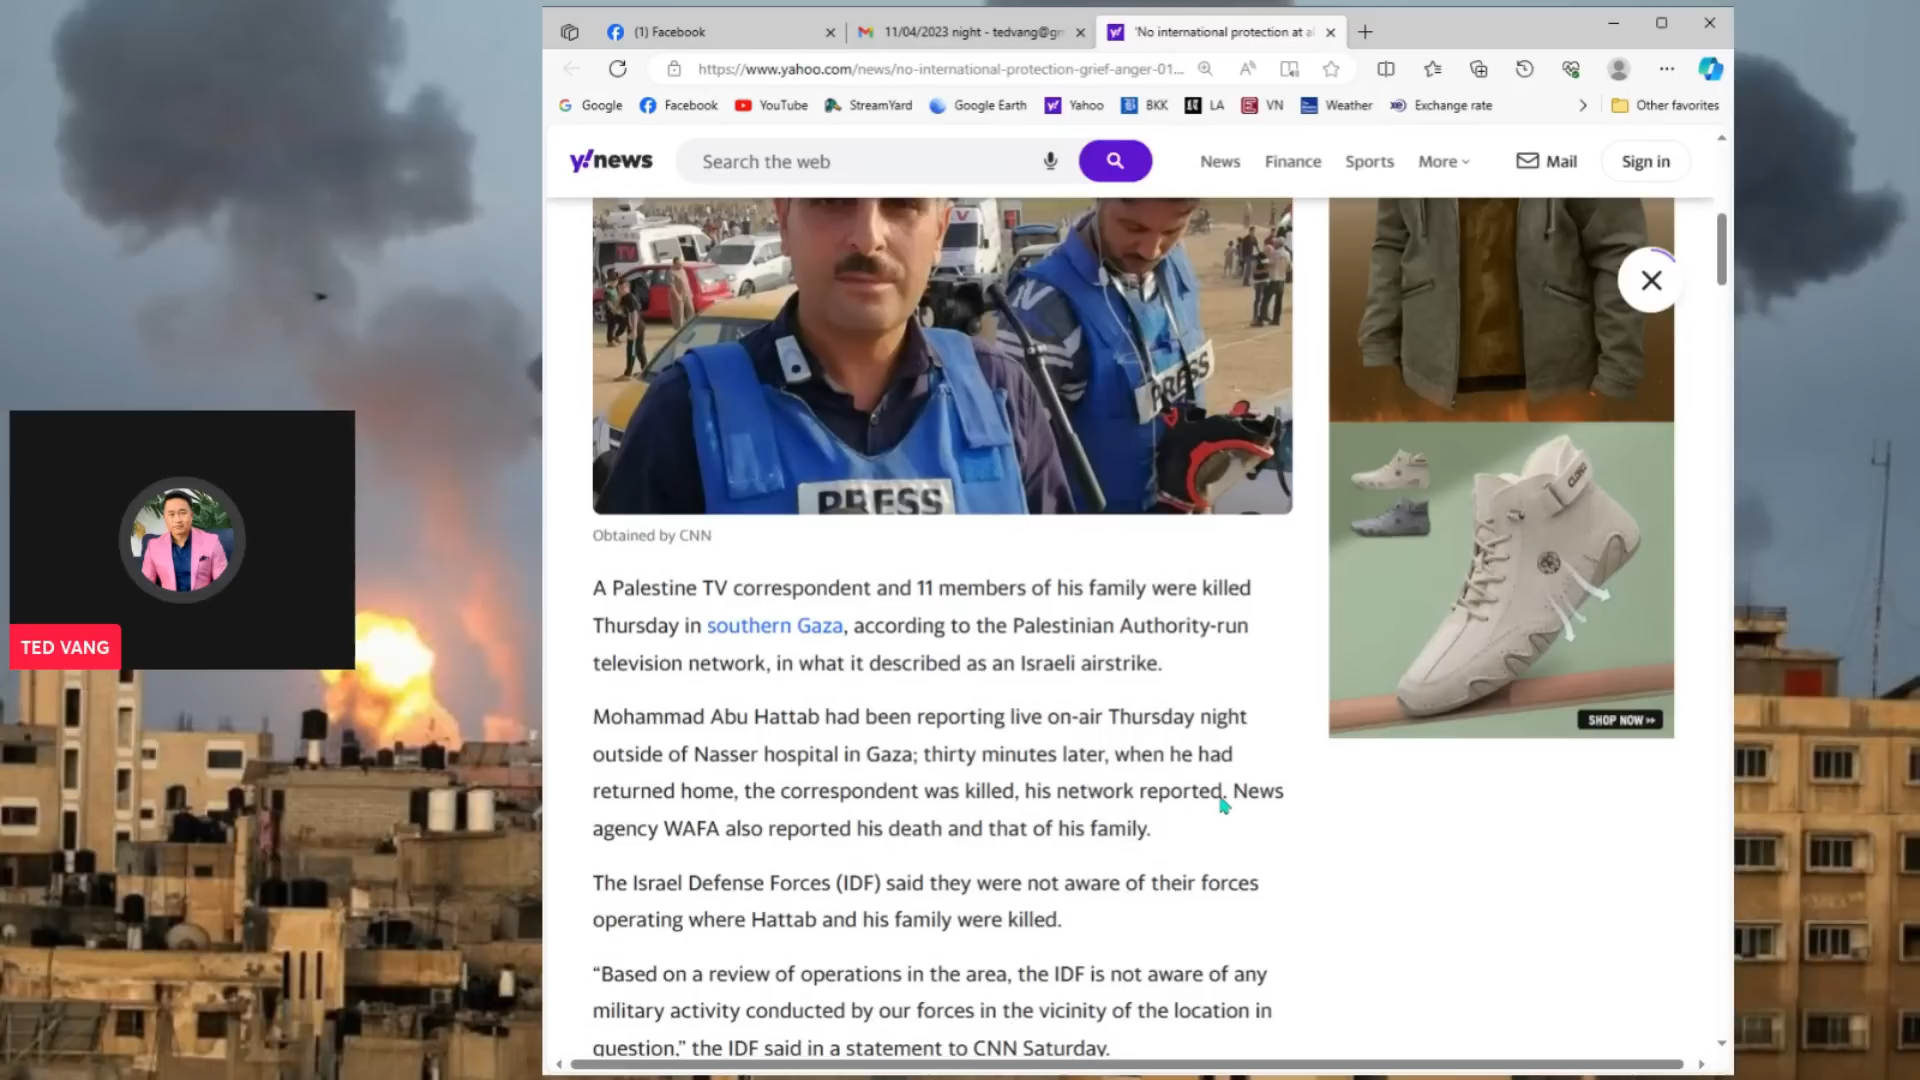 (1) Facebook
11/04/2023 night - tedvang@gr
'No international protection at a
https://www.yahoo.com/news/no-international-protection-grief-anger-01...
Google
Facebook
YouTube
StreamYard
Google Earth
Yahoo
BKK
LA
VN
Weather
Exchange rate
Other favorites
y!news
Search the web
News
Finance
Sports
More
Mail
Sign in
TV
V
PRESS
PRESS
Obtained by CNN
A Palestine TV correspondent and 11 members of his family were killed
Thursday in southern Gaza, according to the Palestinian Authority-run
television network, in what it described as an Israeli airstrike.
Mohammad Abu Hattab had been reporting live on-air Thursday night
outside of Nasser hospital in Gaza; thirty minutes later, when he had
returned home, the correspondent was killed, his network reported. News
agency WAFA also reported his death and that of his family.
The Israel Defense Forces (IDF) said they were not aware of their forces
operating where Hattab and his family were killed.
“Based on a review of operations in the area, the IDF is not aware of any
military activity conducted by our forces in the vicinity of the location in
question,” the IDF said in a statement to CNN Saturday.
SHOP NOW
TED VANG